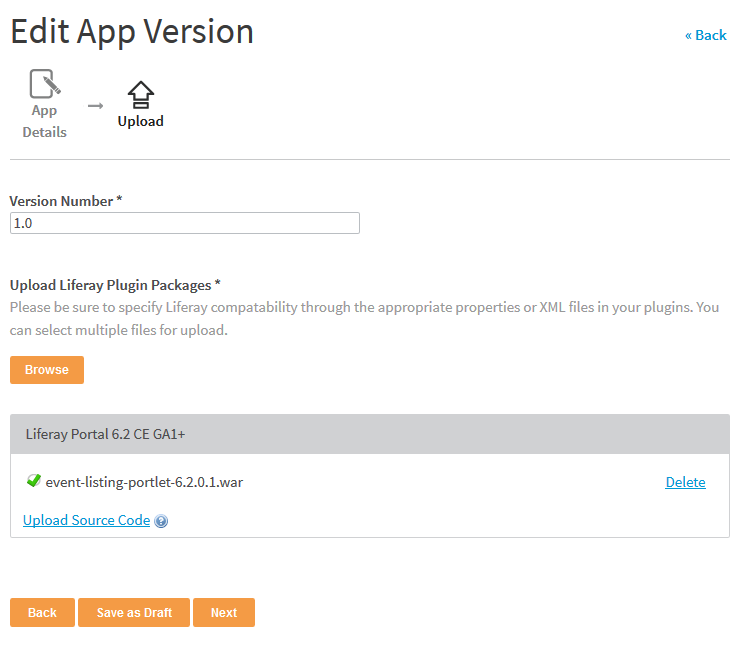 Edit App Version
« Back
App
Details
Upload
Version Number *
1.0
Upload Liferay Plugin Packages *
Please be sure to specify Liferay compatability through the appropriate properties or XML files in your plugins. You
can select multiple files for upload.
Browse
Liferay Portal 6.2 CE GA1+
event-listing-portlet-6.2.0.1.war
Delete
Upload Source Code
Back
Save as Draft
Next